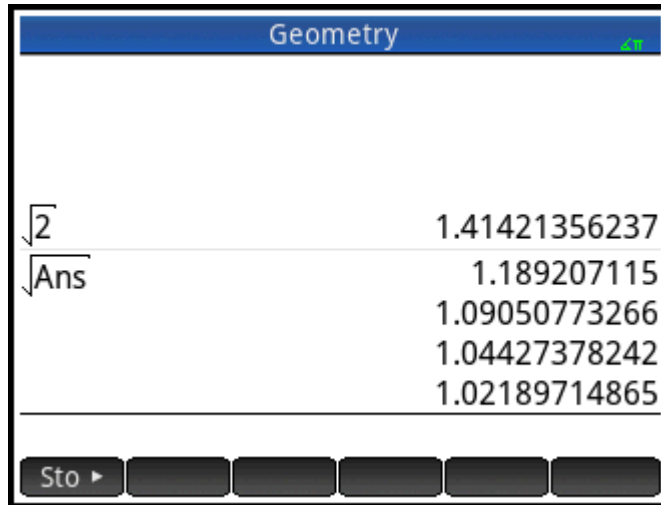 Geometry
∡π
√2 1.41421356237
√Ans 1.189207115
1.09050773266
1.04427378242
1.02189714865
Sto ►